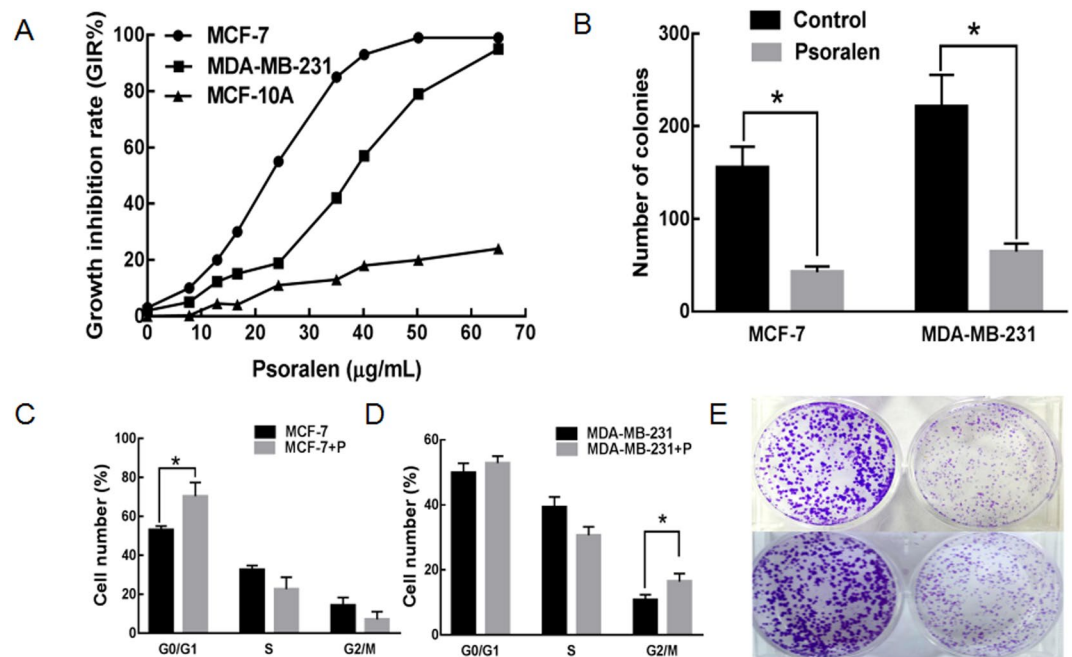 A
Growth inhibition rate (GIR%)
100
80
60
40
20
0
MCF-7
MDA-MB-231
MCF-10A
0 10 20 30 40 50 60 70
Psoralen (μg/mL)
B
Control
Psoralen
Number of colonies
300
200
100
0
*
*
MCF-7 MDA-MB-231
C
MCF-7
MCF-7+P
Cell number (%)
100
80
60
40
20
0
*
G0/G1 S G2/M
D
MDA-MB-231
MDA-MB-231+P
Cell number (%)
60
40
20
0
*
G0/G1 S G2/M
E